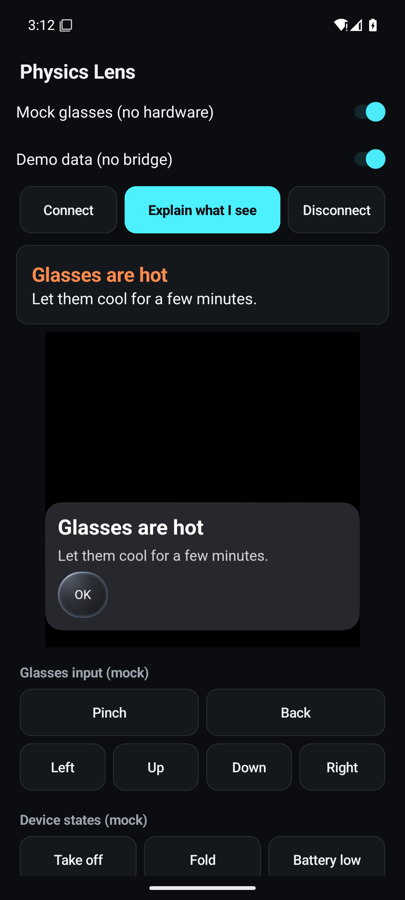 3:12
Physics Lens
Mock glasses (no hardware)
Demo data (no bridge)
Connect
Explain what I see
Disconnect
Glasses are hot
Let them cool for a few minutes.
Glasses are hot
Let them cool for a few minutes.
OK
Glasses input (mock)
Pinch
Back
Left
Up
Down
Right
Device states (mock)
Take off
Fold
Battery low